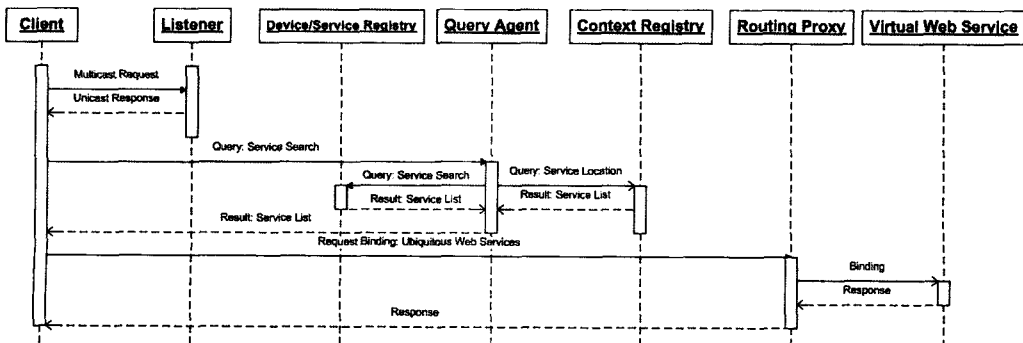 Client
Listener
Device/Service Registry
Query Agent
Context Registry
Routing Proxy
Virtual Web Service
Multicast Request
Unicast Response
Query: Service Search
Query: Service Search
Query: Service Location
Result: Service List
Result: Service List
Result: Service List
Request Binding: Ubiquitous Web Services
Binding
Response
Response